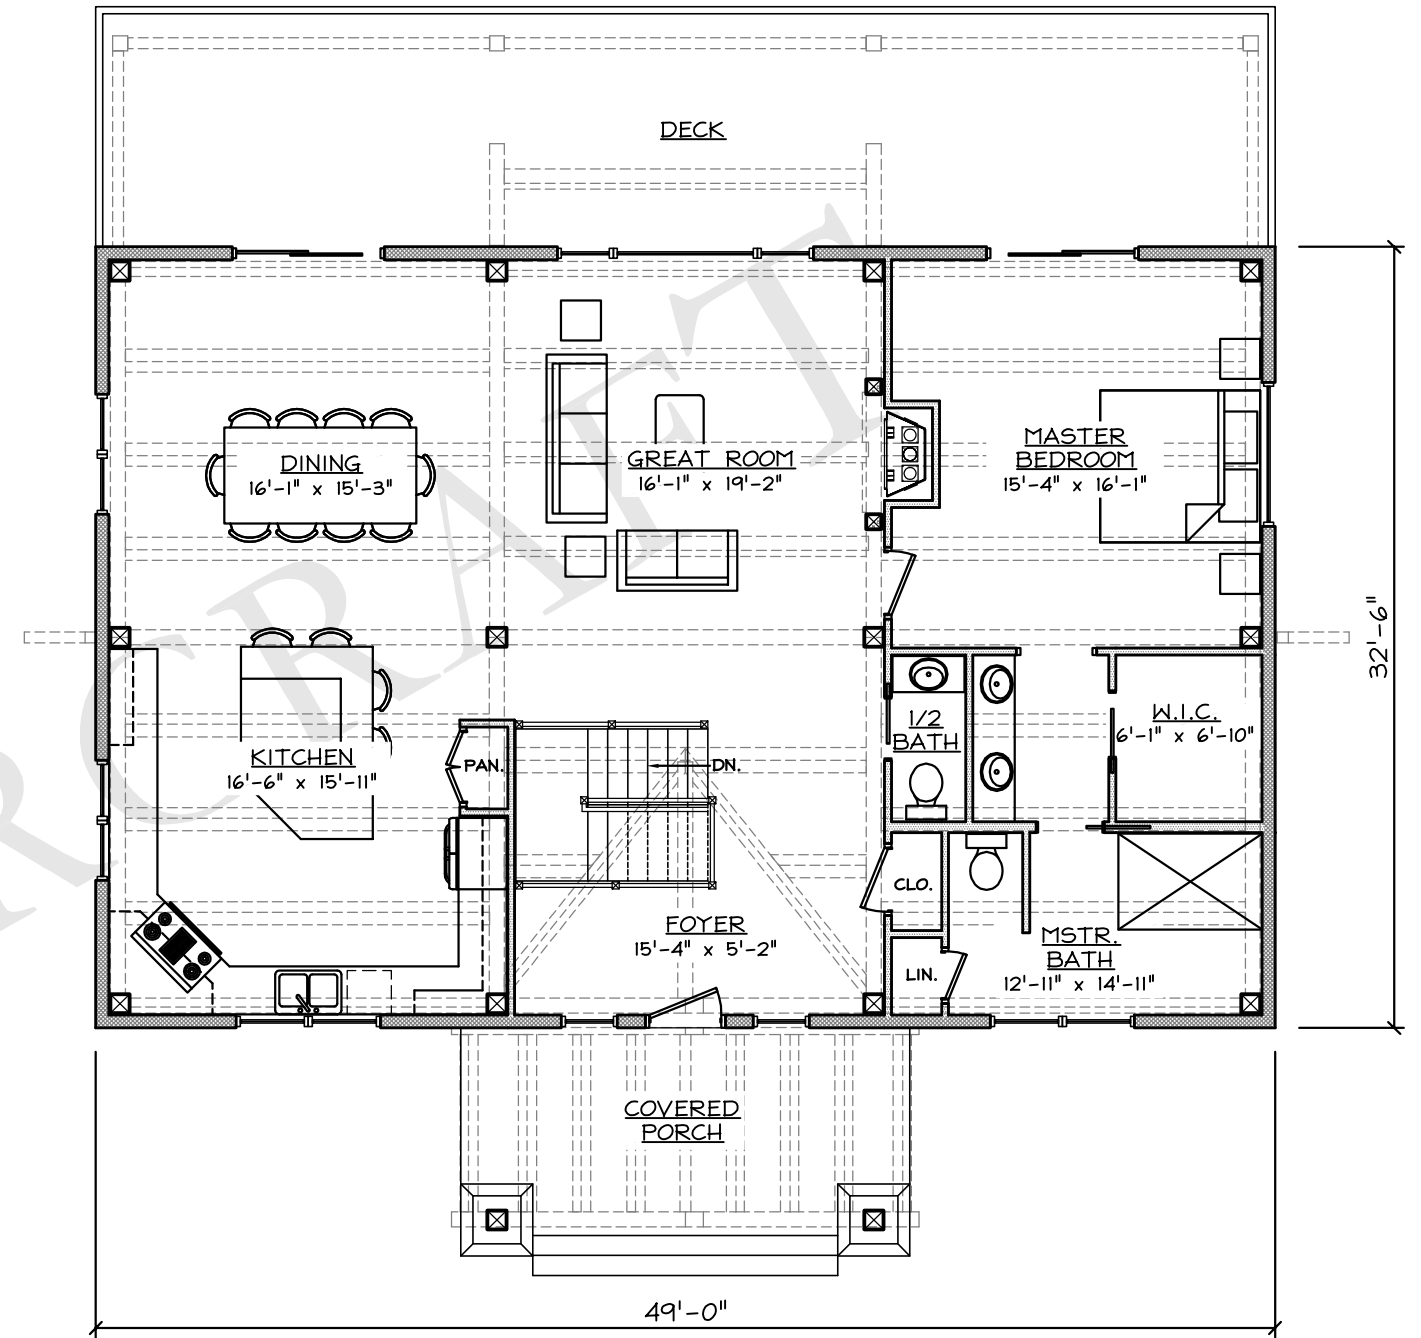 DECK
DINING
16'-1" x 15'-3"
GREAT ROOM
16'-1" x 19'-2"
MASTER
BEDROOM
15'-4" x 16'-1"
32'-6"
KITCHEN
16'-6" x 15'-11"
PAN.
DN.
1/2
BATH
W.I.C.
6'-1" x 6'-10"
CLO.
FOYER
15'-4" x 5'-2"
LIN.
MSTR.
BATH
12'-11" x 14'-11"
COVERED
PORCH
49'-0"
RCRAFT